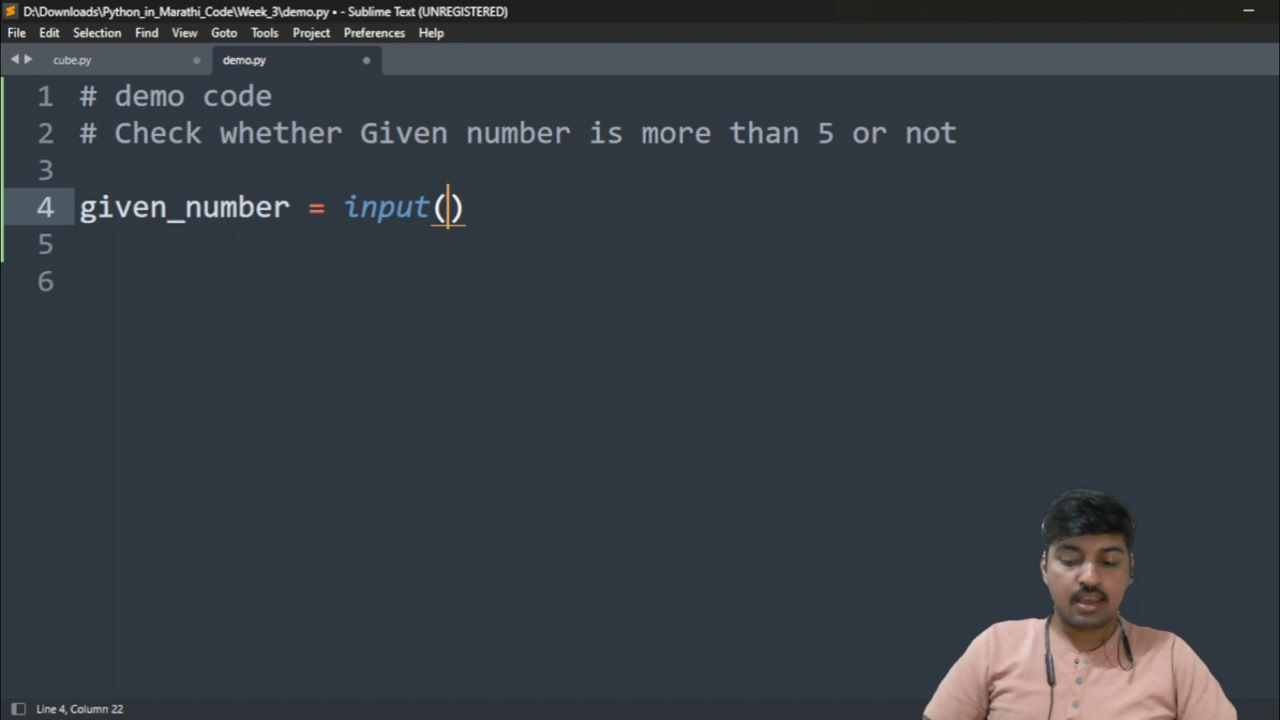 D:\Downloads\Python_in_Marathi_Code\Week_3\demo.py • - Sublime Text (UNREGISTERED)
File Edit Selection Find View Goto Tools Project Preferences Help
cube.py demo.py
1 # demo code
2 # Check whether Given number is more than 5 or not
3
4 given_number = input()
5
6
Line 4, Column 22